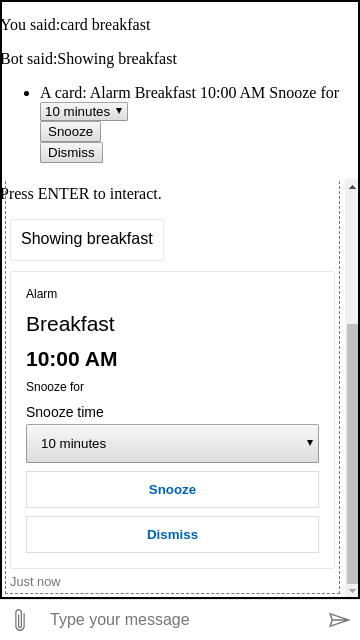 You said:card breakfast
Bot said:Showing breakfast
A card: Alarm Breakfast 10:00 AM Snooze for
10 minutes
Snooze
Dismiss
Press ENTER to interact.
Showing breakfast
Alarm
Breakfast
10:00 AM
Snooze for
Snooze time
10 minutes
Snooze
Dismiss
Just now
Type your message